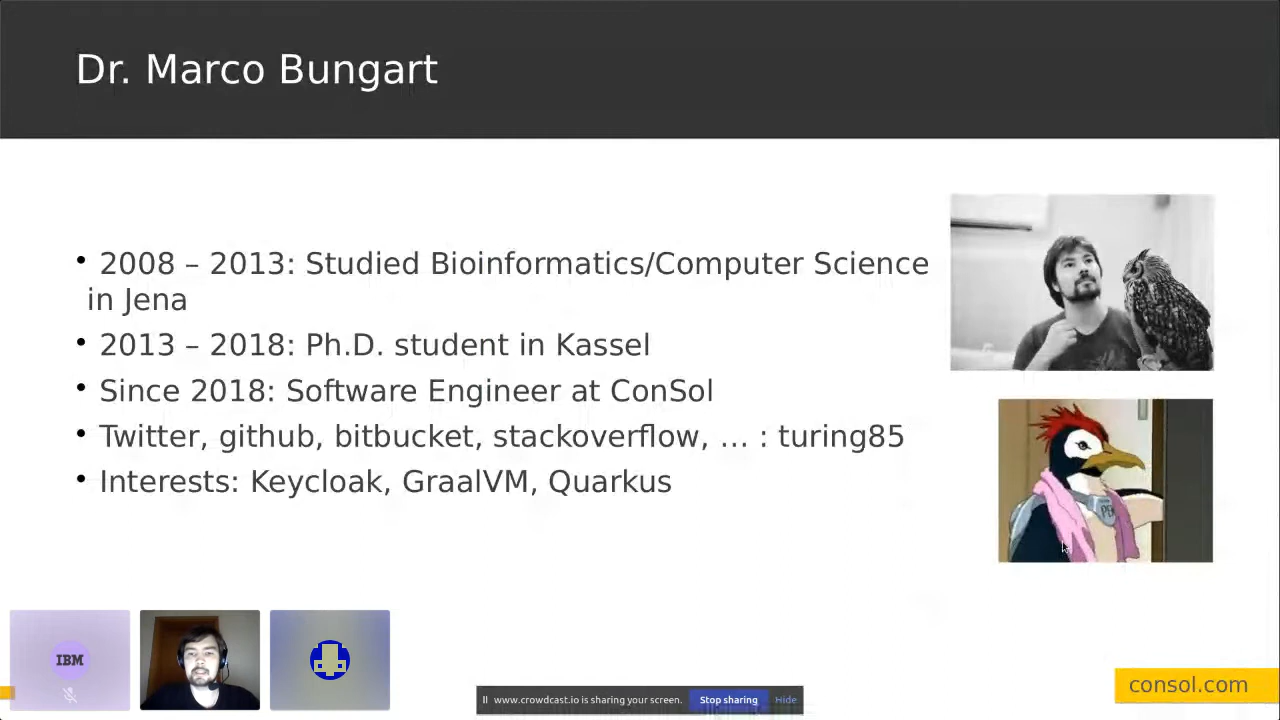 Dr. Marco Bungart
• 2008 – 2013: Studied Bioinformatics/Computer Science
in Jena
• 2013 – 2018: Ph.D. student in Kassel
• Since 2018: Software Engineer at ConSol
• Twitter, github, bitbucket, stackoverflow, … : turing85
• Interests: Keycloak, GraalVM, Quarkus
IBM
www.crowdcast.io is sharing your screen. Stop sharing Hide
consol.com